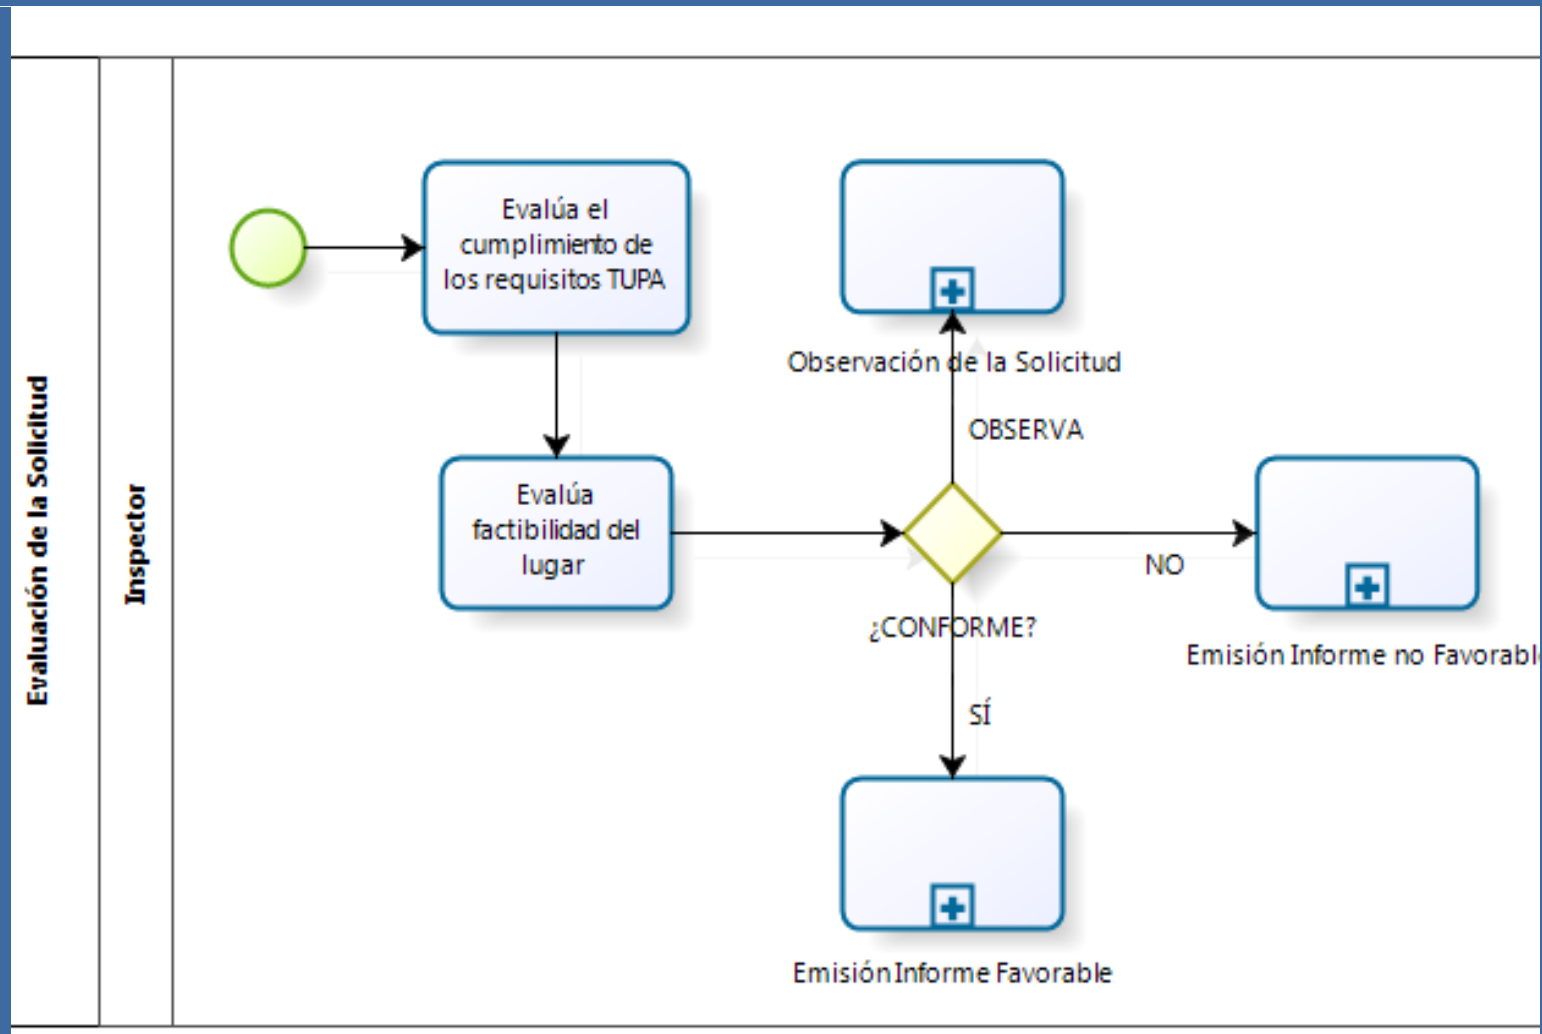 Evaluación de la Solicitud
Inspector
Evalúa el
cumplimiento de
los requisitos TUPA
Observación de la Solicitud
OBSERVA
Evalúa
factibilidad del
lugar
NO
¿CONFORME?
Emisión Informe no Favorabl
SÍ
Emisión Informe Favorable